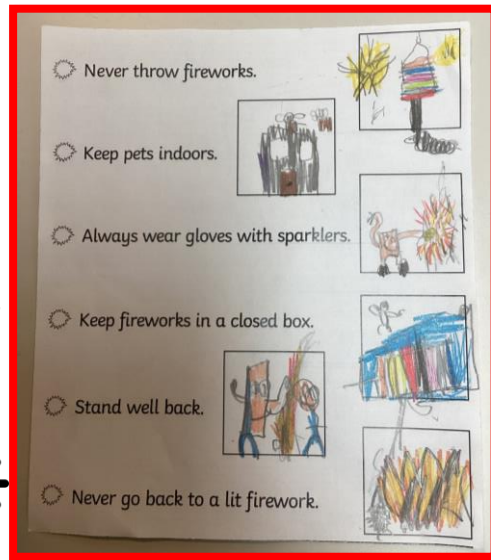 Never throw fireworks.
Keep pets indoors.
Always wear gloves with sparklers.
Keep fireworks in a closed box.
Stand well back.
Never go back to a lit firework.